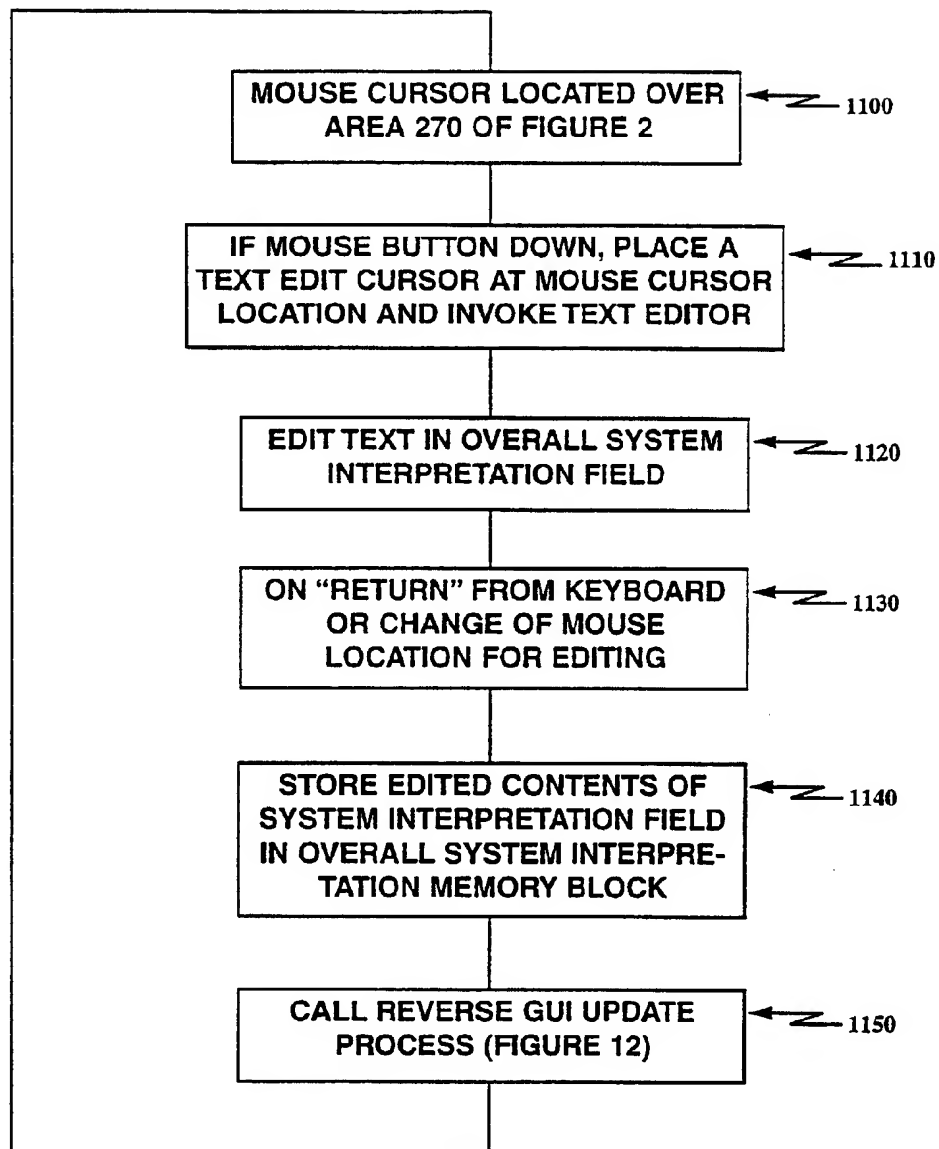 MOUSE CURSOR LOCATED OVER
AREA 270 OF FIGURE 2
1100
IF MOUSE BUTTON DOWN, PLACE A
TEXT EDIT CURSOR AT MOUSE CURSOR
LOCATION AND INVOKE TEXT EDITOR
1110
EDIT TEXT IN OVERALL SYSTEM
INTERPRETATION FIELD
1120
ON “RETURN” FROM KEYBOARD
OR CHANGE OF MOUSE
LOCATION FOR EDITING
1130
STORE EDITED CONTENTS OF
SYSTEM INTERPRETATION FIELD
IN OVERALL SYSTEM INTERPRE-
TATION MEMORY BLOCK
1140
CALL REVERSE GUI UPDATE
PROCESS (FIGURE 12)
1150